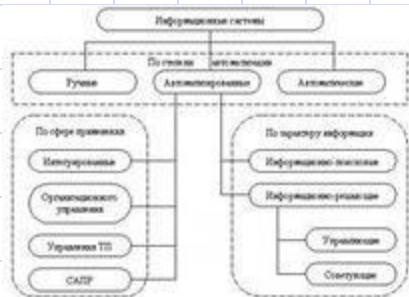 Информационные системы
По степени автоматизации
Ручные
Автоматизированные
Автоматические
По сфере применения
Интегрированные
Организационного
управления
Управления ТП
САПР
По характеру информации
Информационно-поисковые
Информационно-решающие
Управляющие
Советующие